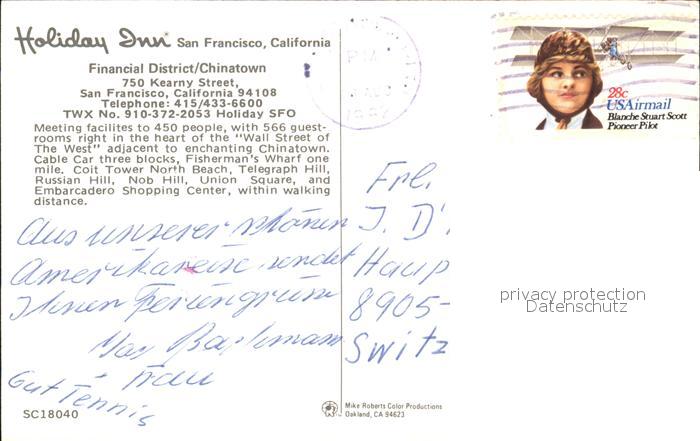 Holiday Inn® San Francisco, California
Financial District/Chinatown
750 Kearny Street,
San Francisco, California 94108
Telephone: 415/433-6600
TWX No. 910-372-2053 Holiday SFO
Meeting facilites to 450 people, with 566 guest-
rooms right in the heart of the "Wall Street of
The West" adjacent to enchanting Chinatown.
Cable Car three blocks, Fisherman's Wharf one
mile. Coit Tower North Beach, Telegraph Hill,
Russian Hill, Nob Hill, Union Square, and
Embarcadero Shopping Center, within walking
distance.
PM
28c
USAirmail
Blanche Stuart Scott
Pioneer Pilot
Aus unserer schönen
Amerikareise sendet
Ihnen Feriengrüsse
Frau
Gut Tennis
Frl.
J. D.
Haup
8905-
Switz
privacy protection
Datenschutz
SC18040
Mike Roberts Color Productions
Oakland, CA 94623